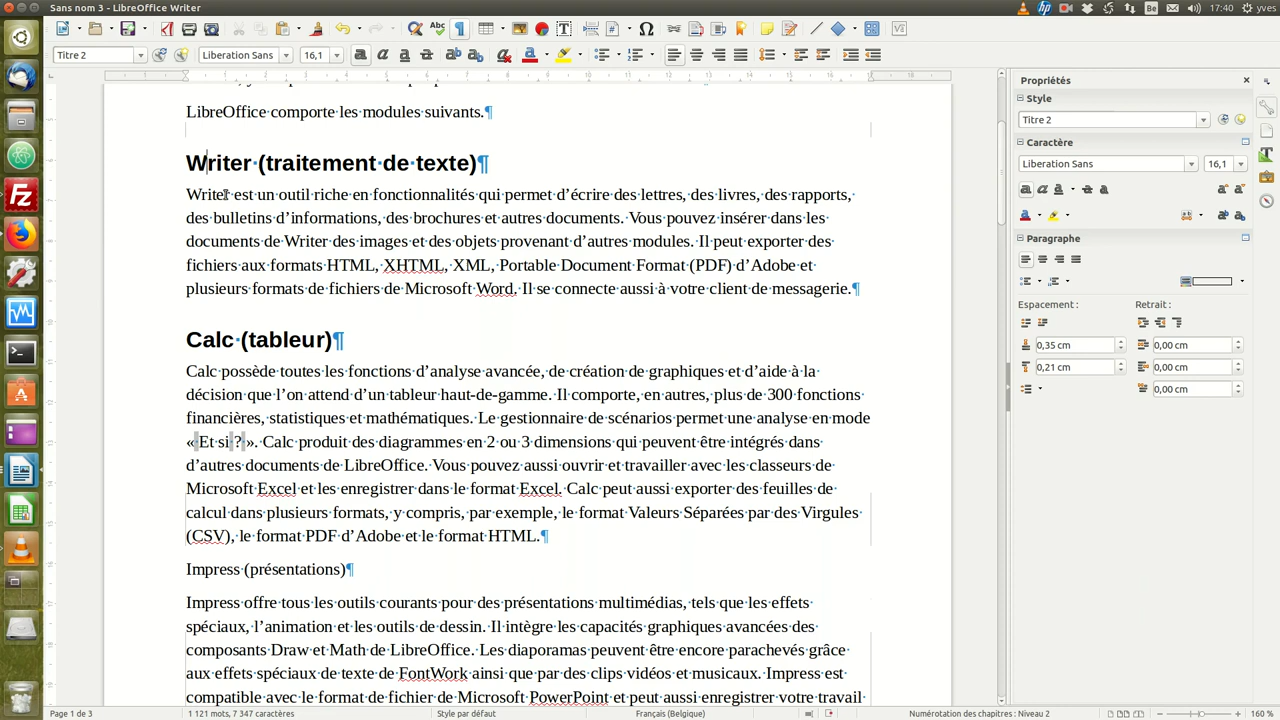 Sans nom 3 - LibreOffice Writer
Be
17:40
yves
Titre 2
Liberation Sans
16,1
LibreOffice comporte les modules suivants.¶
Writer (traitement de texte)¶
Writer est un outil riche en fonctionnalités qui permet d’écrire des lettres, des livres, des rapports,
des bulletins d’informations, des brochures et autres documents. Vous pouvez insérer dans les
documents de Writer des images et des objets provenant d’autres modules. Il peut exporter des
fichiers aux formats HTML, XHTML, XML, Portable Document Format (PDF) d’Adobe et
plusieurs formats de fichiers de Microsoft Word. Il se connecte aussi à votre client de messagerie.¶
Calc (tableur)¶
Calc possède toutes les fonctions d’analyse avancée, de création de graphiques et d’aide à la
décision que l’on attend d’un tableur haut-de-gamme. Il comporte, en autres, plus de 300 fonctions
financières, statistiques et mathématiques. Le gestionnaire de scénarios permet une analyse en mode
« Et si ? ». Calc produit des diagrammes en 2 ou 3 dimensions qui peuvent être intégrés dans
d’autres documents de LibreOffice. Vous pouvez aussi ouvrir et travailler avec les classeurs de
Microsoft Excel et les enregistrer dans le format Excel. Calc peut aussi exporter des feuilles de
calcul dans plusieurs formats, y compris, par exemple, le format Valeurs Séparées par des Virgules
(CSV), le format PDF d’Adobe et le format HTML.¶
Impress (présentations)¶
Impress offre tous les outils courants pour des présentations multimédias, tels que les effets
spéciaux, l’animation et les outils de dessin. Il intègre les capacités graphiques avancées des
composants Draw et Math de LibreOffice. Les diaporamas peuvent être encore parachevés grâce
aux effets spéciaux de texte de FontWork ainsi que par des clips vidéos et musicaux. Impress est
compatible avec le format de fichier de Microsoft PowerPoint et peut aussi enregistrer votre travail
Propriétés
Style
Titre 2
Caractère
Liberation Sans
16,1
Paragraphe
Espacement :
Retrait :
0,35 cm
0,00 cm
0,21 cm
0,00 cm
0,00 cm
Page 1 de 3
1 121 mots, 7 347 caractères
Style par défaut
Français (Belgique)
Numérotation des chapitres : Niveau 2
160 %